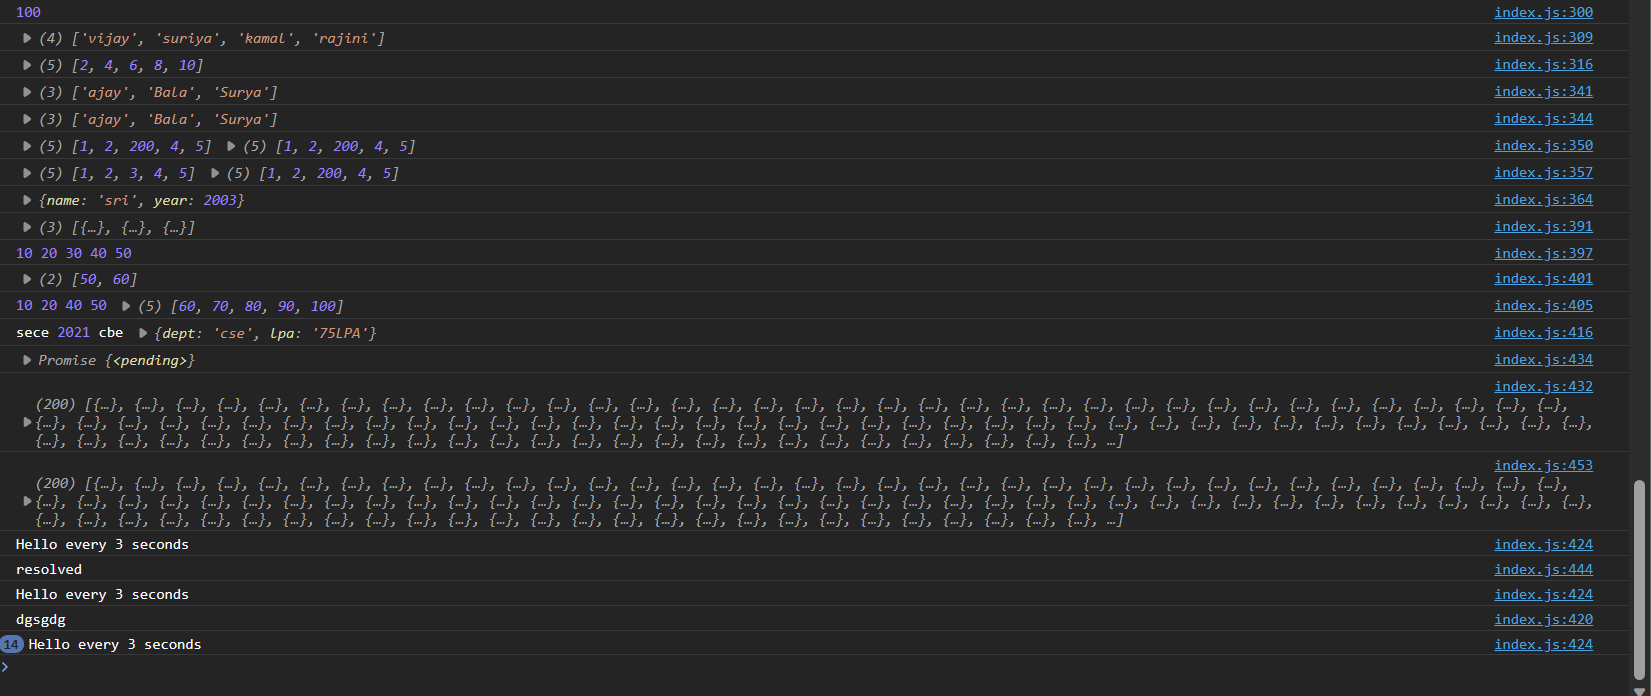 100 index.js:300
▶ (4) ['vijay', 'suriya', 'kamal', 'rajini'] index.js:309
▶ (5) [2, 4, 6, 8, 10] index.js:316
▶ (3) ['ajay', 'Bala', 'Surya'] index.js:341
▶ (3) ['ajay', 'Bala', 'Surya'] index.js:344
▶ (5) [1, 2, 200, 4, 5] ▶ (5) [1, 2, 200, 4, 5] index.js:350
▶ (5) [1, 2, 3, 4, 5] ▶ (5) [1, 2, 200, 4, 5] index.js:357
▶ {name: 'sri', year: 2003} index.js:364
▶ (3) [{…}, {…}, {…}] index.js:391
10 20 30 40 50 index.js:397
▶ (2) [50, 60] index.js:401
10 20 40 50 ▶ (5) [60, 70, 80, 90, 100] index.js:405
sece 2021 cbe ▶ {dept: 'cse', lpa: '75LPA'} index.js:416
▶ Promise {<pending>} index.js:434
index.js:432
(200) [{…}, {…}, {…}, {…}, {…}, {…}, {…}, {…}, {…}, {…}, {…}, {…}, {…}, {…}, {…}, {…}, {…}, {…}, {…}, {…}, {…}, {…}, {…}, {…}, {…}, {…}, {…}, {…}, {…}, {…}, {…}, {…}, {…}, {…}, {…}, {…},
▶ {…}, {…}, {…}, {…}, {…}, {…}, {…}, {…}, {…}, {…}, {…}, {…}, {…}, {…}, {…}, {…}, {…}, {…}, {…}, {…}, {…}, {…}, {…}, {…}, {…}, {…}, {…}, {…}, {…}, {…}, {…}, {…}, {…}, {…}, {…}, {…}, {…}, {…},
{…}, {…}, {…}, {…}, {…}, {…}, {…}, {…}, {…}, {…}, {…}, {…}, {…}, {…}, {…}, {…}, {…}, {…}, {…}, {…}, {…}, {…}, {…}, {…}, {…}, {…}, …]
index.js:453
(200) [{…}, {…}, {…}, {…}, {…}, {…}, {…}, {…}, {…}, {…}, {…}, {…}, {…}, {…}, {…}, {…}, {…}, {…}, {…}, {…}, {…}, {…}, {…}, {…}, {…}, {…}, {…}, {…}, {…}, {…}, {…}, {…}, {…}, {…}, {…}, {…},
▶ {…}, {…}, {…}, {…}, {…}, {…}, {…}, {…}, {…}, {…}, {…}, {…}, {…}, {…}, {…}, {…}, {…}, {…}, {…}, {…}, {…}, {…}, {…}, {…}, {…}, {…}, {…}, {…}, {…}, {…}, {…}, {…}, {…}, {…}, {…}, {…}, {…}, {…},
{…}, {…}, {…}, {…}, {…}, {…}, {…}, {…}, {…}, {…}, {…}, {…}, {…}, {…}, {…}, {…}, {…}, {…}, {…}, {…}, {…}, {…}, {…}, {…}, {…}, {…}, …]
Hello every 3 seconds index.js:424
resolved index.js:444
Hello every 3 seconds index.js:424
dgsgdg index.js:420
14 Hello every 3 seconds index.js:424
>